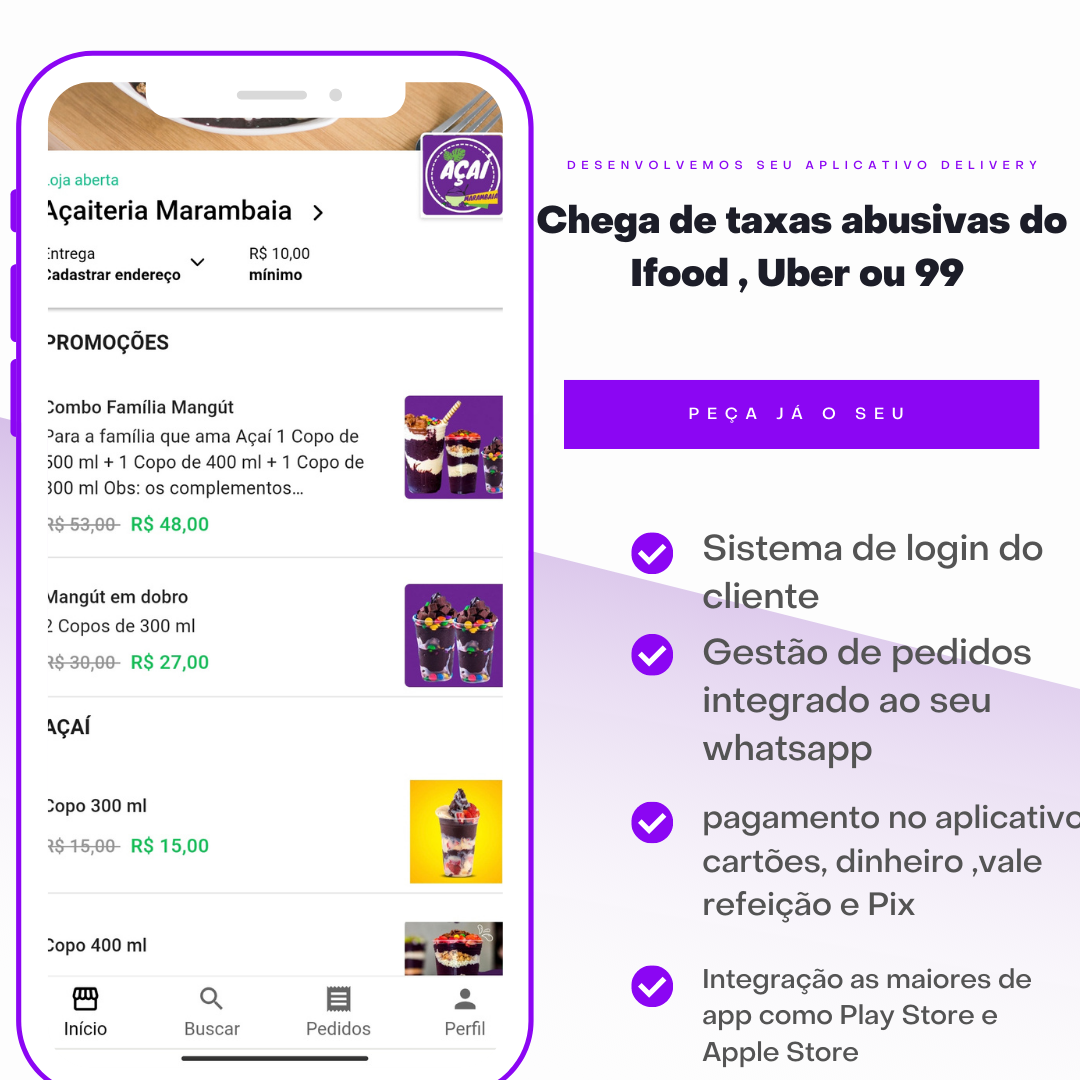 Loja aberta
Açaiteria Marambaia
Entrega
Cadastrar endereço
R$ 10,00
mínimo
PROMOÇÕES
Combo Família Mangút
Para a família que ama Açaí 1 Copo de
500 ml + 1 Copo de 400 ml + 1 Copo de
300 ml Obs: os complementos...
R$ 53,00 R$ 48,00
Mangút em dobro
2 Copos de 300 ml
R$ 30,00 R$ 27,00
AÇAÍ
Copo 300 ml
R$ 15,00 R$ 15,00
Copo 400 ml
Início
Buscar
Pedidos
Perfil
AÇAÍ
MARAMBAIA
DESENVOLVEMOS SEU APLICATIVO DELIVERY
Chega de taxas abusivas do
Ifood , Uber ou 99
PEÇA JÁ O SEU
Sistema de login do
cliente
Gestão de pedidos
integrado ao seu
whatsapp
pagamento no aplicativo
cartões, dinheiro ,vale
refeição e Pix
Integração as maiores de
app como Play Store e
Apple Store